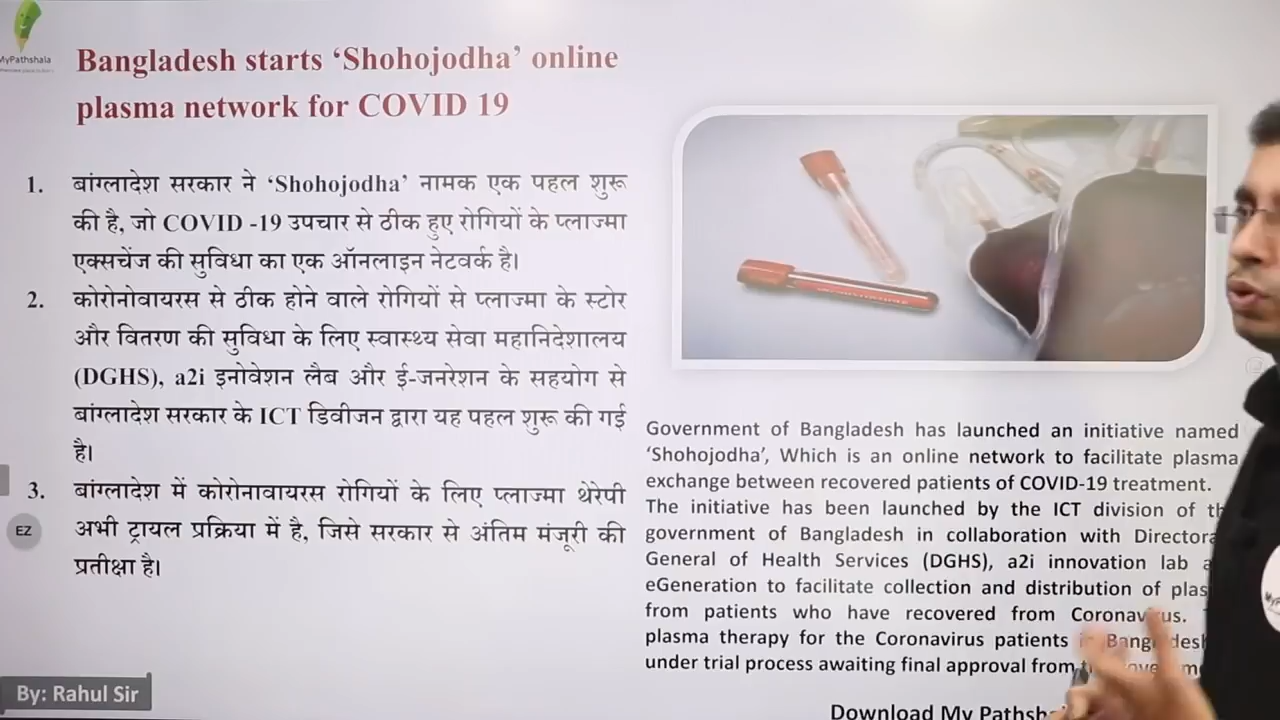 MyPathshala
Bangladesh starts ‘Shohojodha’ online
plasma network for COVID 19
1. बांग्लादेश सरकार ने ‘Shohojodha’ नामक एक पहल शुरू
की है, जो COVID -19 उपचार से ठीक हुए रोगियों के प्लाज्मा
एक्सचेंज की सुविधा का एक ऑनलाइन नेटवर्क है।
2. कोरोनोवायरस से ठीक होने वाले रोगियों से प्लाज्मा के स्टोर
और वितरण की सुविधा के लिए स्वास्थ्य सेवा महानिदेशालय
(DGHS), a2i इनोवेशन लैब और ई-जनरेशन के सहयोग से
बांग्लादेश सरकार के ICT डिवीजन द्वारा यह पहल शुरू की गई
है।
3. बांग्लादेश में कोरोनावायरस रोगियों के लिए प्लाज्मा थेरेपी
अभी ट्रायल प्रक्रिया में है, जिसे सरकार से अंतिम मंजूरी की
प्रतीक्षा है।
EZ
By: Rahul Sir
Government of Bangladesh has launched an initiative named
‘Shohojodha’, Which is an online network to facilitate plasma
exchange between recovered patients of COVID-19 treatment.
The initiative has been launched by the ICT division of
government of Bangladesh in collaboration with
General of Health Services (DGHS), a2i innovation lab
eGeneration to facilitate collection and distribution of
from patients who have recovered from Coronavirus.
plasma therapy for the Coronavirus patients
under trial process awaiting final approval from
Download My